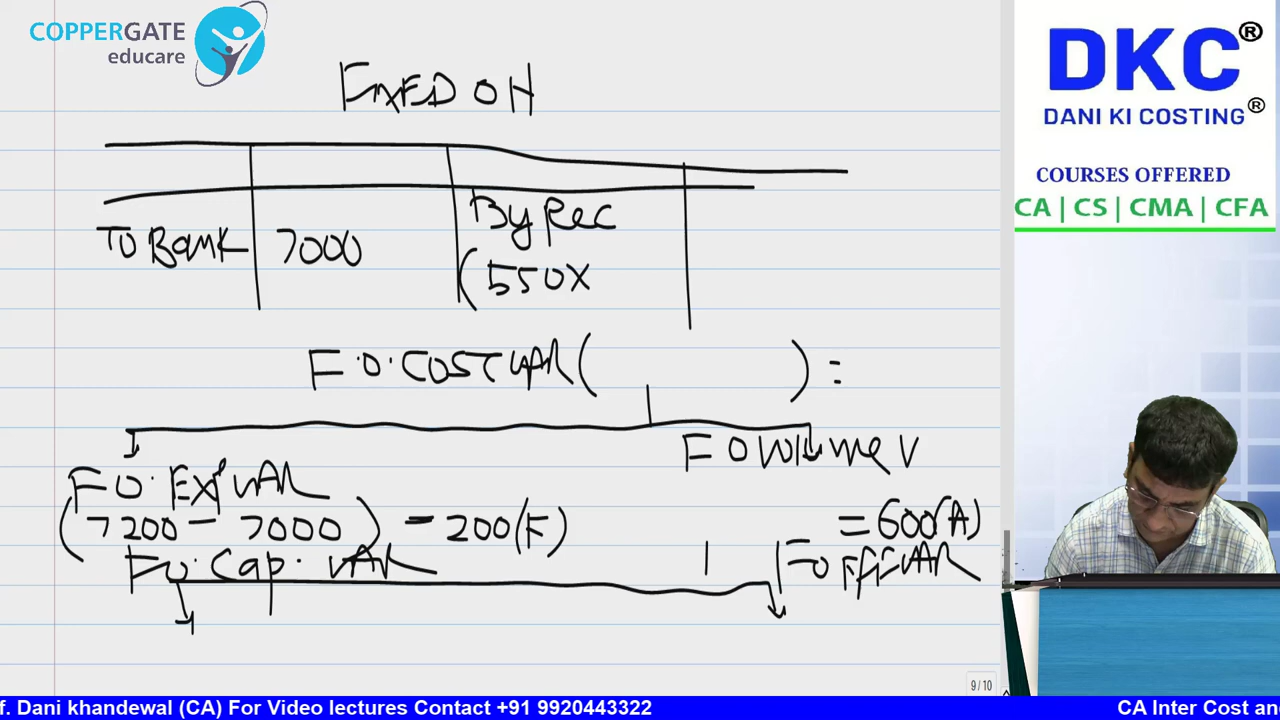 COPPERGATE
educare
FIXED OH
To Bank 7000 By Rec
(550X
F.O. COST VAR ( ) =
F O Volume V
F O. Exp VAR
(7200 - 7000) - 200 (F) = 600 (A)
F O. Cap. VAR F O Effi VAR
9 / 10
DKC®
DANI KI COSTING®
COURSES OFFERED
CA | CS | CMA | CFA
f. Dani khandewal (CA) For Video lectures Contact +91 9920443322 CA Inter Cost and